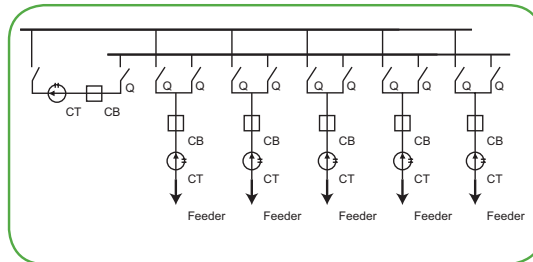 Q Q Q Q Q Q Q Q Q Q Q
CT CB
CB CB CB CB CB
CT CT CT CT CT
Feeder Feeder Feeder Feeder Feeder